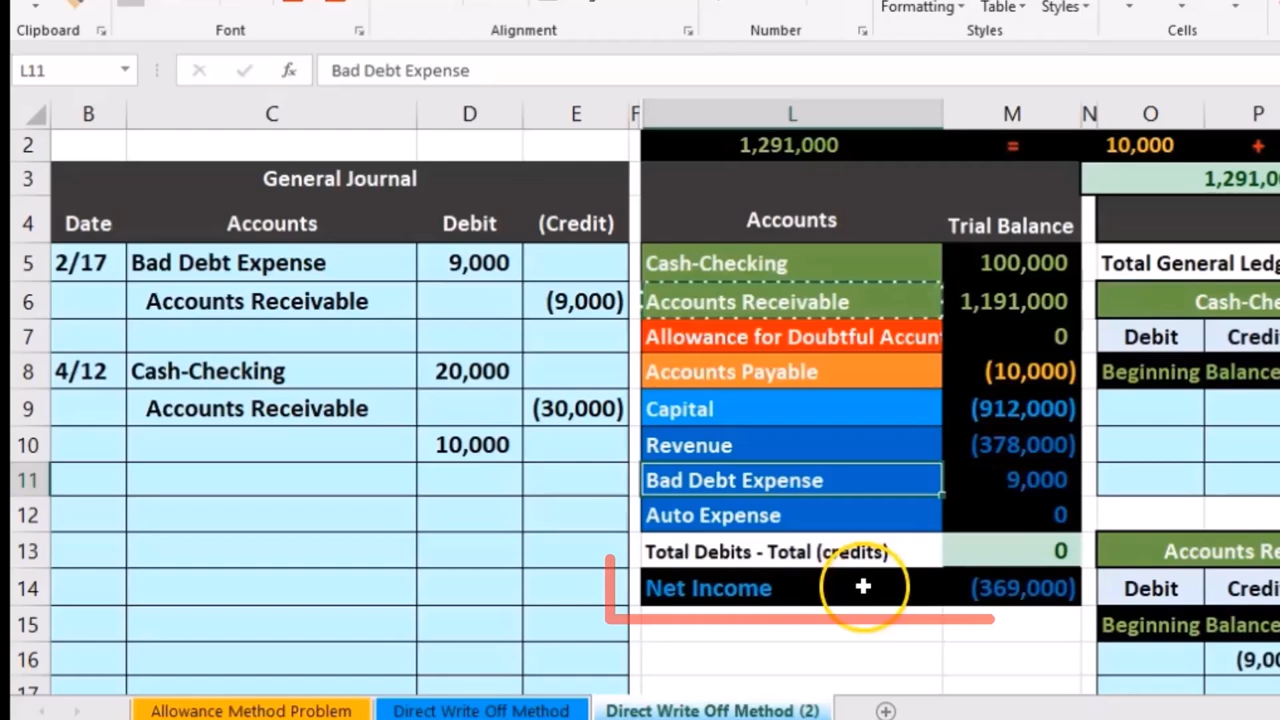 Formatting Table Styles
Clipboard Font Alignment Number Styles Cells
L11 fx Bad Debt Expense
B C D E F L M N O P
2 1,291,000 = 10,000 +
3 General Journal 1,291,0
4 Date Accounts Debit (Credit) Accounts Trial Balance
5 2/17 Bad Debt Expense 9,000 Cash-Checking 100,000 Total General Ledg
6 Accounts Receivable (9,000) Accounts Receivable 1,191,000 Cash-Che
7 Allowance for Doubtful Accun 0 Debit Credi
8 4/12 Cash-Checking 20,000 Accounts Payable (10,000) Beginning Balance
9 Accounts Receivable (30,000) Capital (912,000)
10 10,000 Revenue (378,000)
11 Bad Debt Expense 9,000
12 Auto Expense 0
13 Total Debits - Total (credits) 0 Accounts Re
14 Net Income (369,000) Debit Credi
15 Beginning Balance
16 (9,00
17
Allowance Method Problem Direct Write Off Method Direct Write Off Method (2)